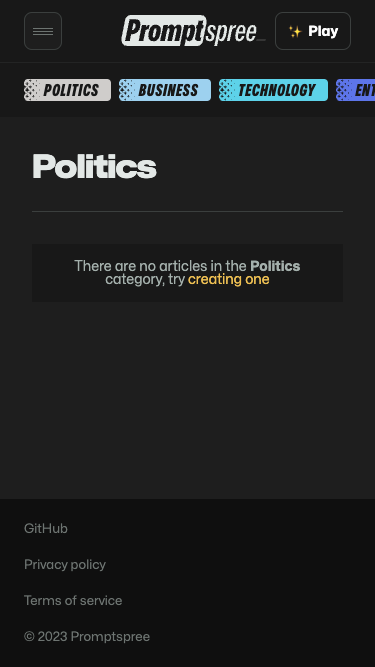 Promptspree_
✨ Play
POLITICS
BUSINESS
TECHNOLOGY
ENT
Politics
There are no articles in the Politics
category, try creating one
GitHub
Privacy policy
Terms of service
© 2023 Promptspree